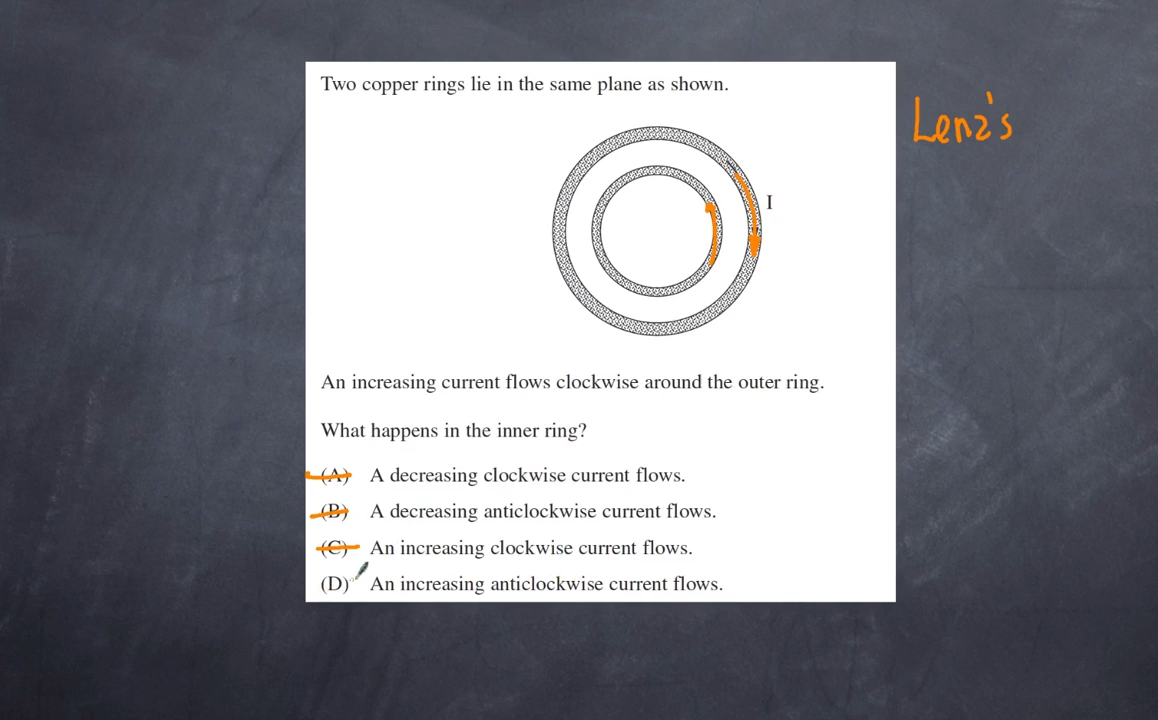 Two copper rings lie in the same plane as shown.
Lenz's
I
An increasing current flows clockwise around the outer ring.
What happens in the inner ring?
(A) A decreasing clockwise current flows.
(B) A decreasing anticlockwise current flows.
(C) An increasing clockwise current flows.
(D) An increasing anticlockwise current flows.